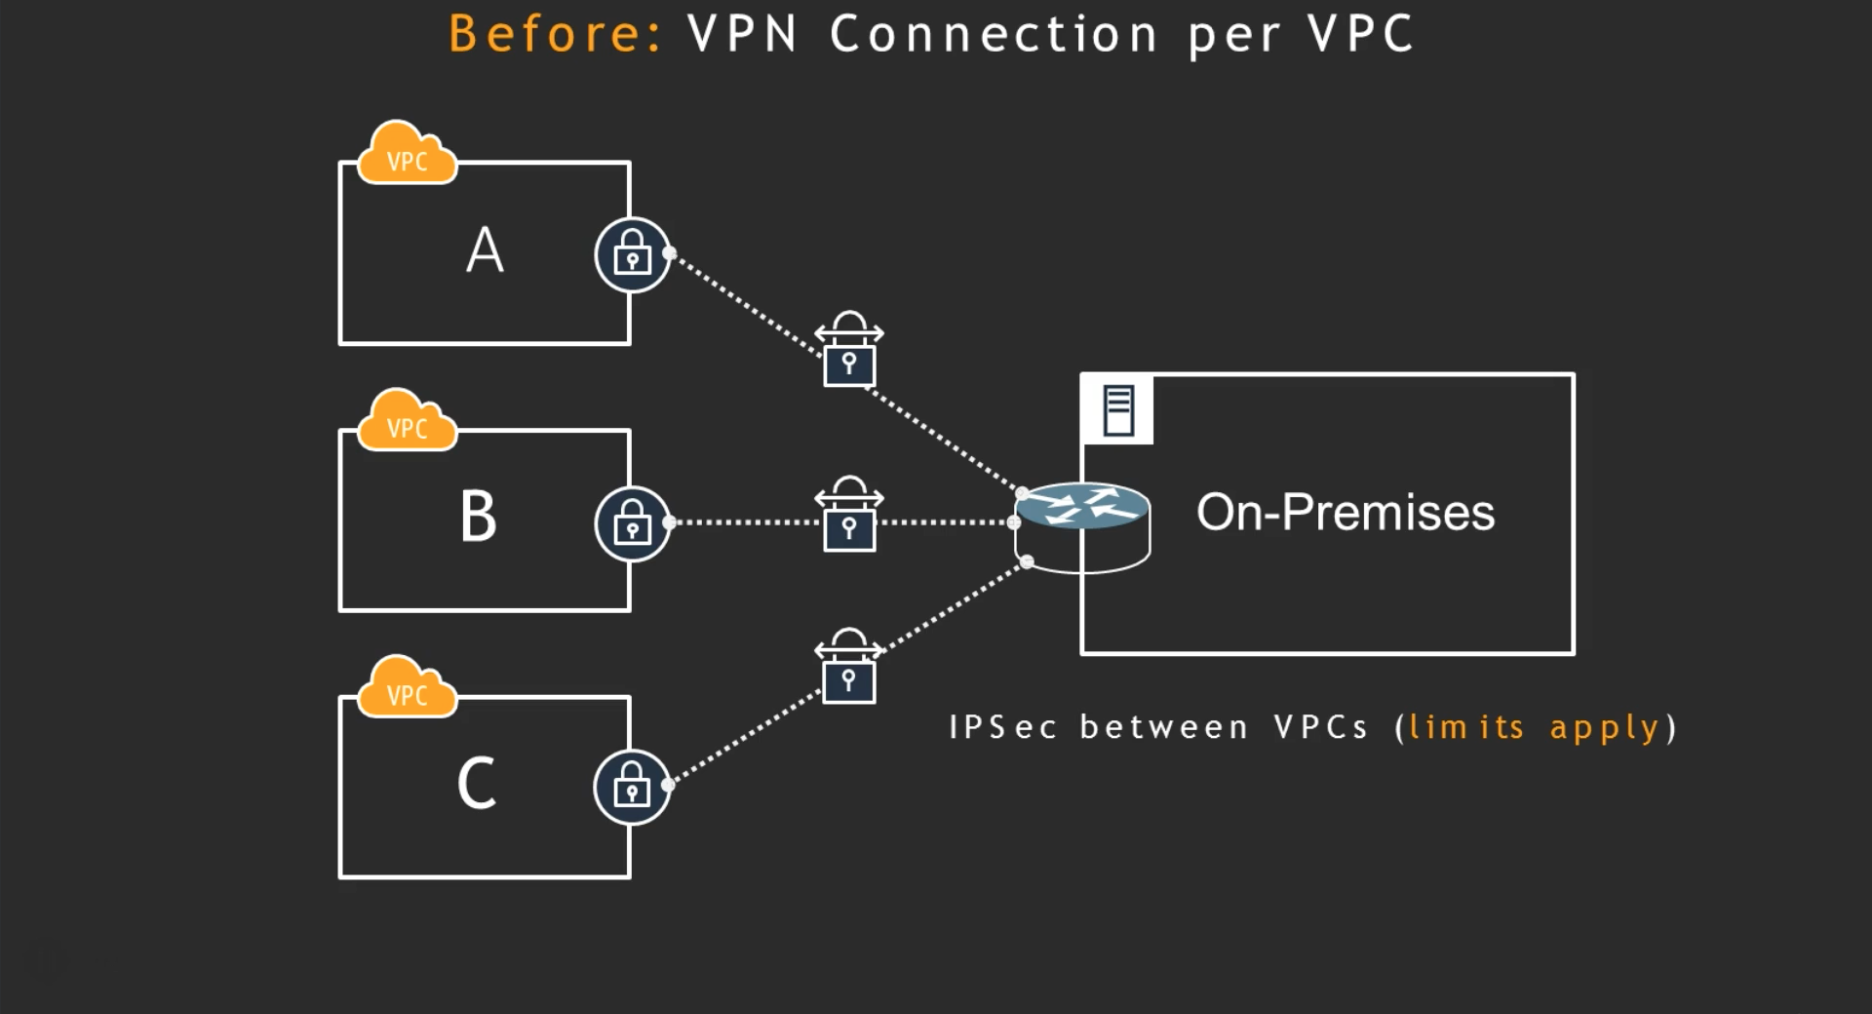 Before: VPN Connection per VPC
VPC
A
VPC
B
On-Premises
VPC
C
IPSec between VPCs (limits apply)